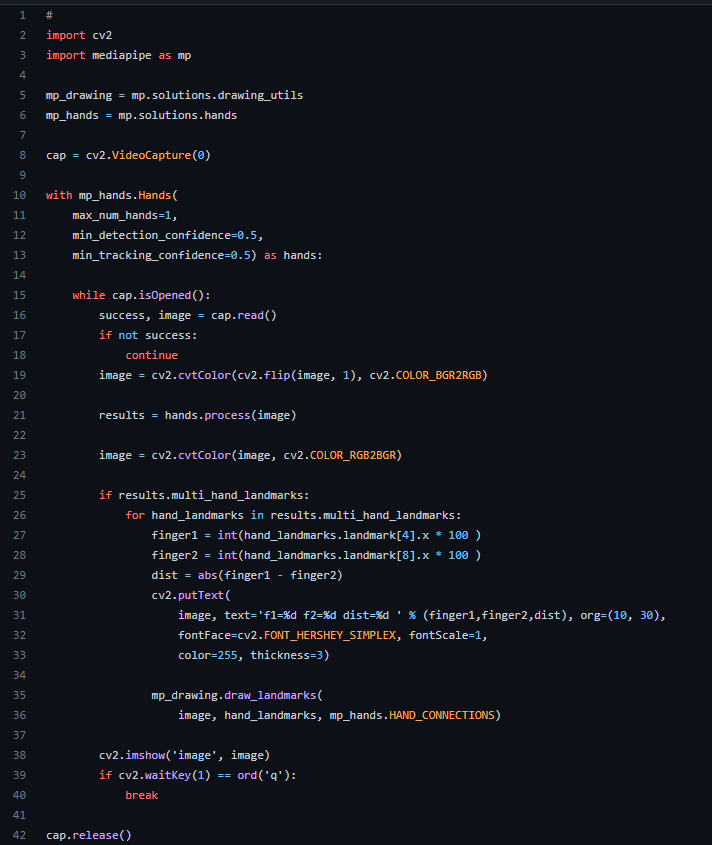 1 #
2 import cv2
3 import mediapipe as mp
4
5 mp_drawing = mp.solutions.drawing_utils
6 mp_hands = mp.solutions.hands
7
8 cap = cv2.VideoCapture(0)
9
10 with mp_hands.Hands(
11     max_num_hands=1,
12     min_detection_confidence=0.5,
13     min_tracking_confidence=0.5) as hands:
14
15     while cap.isOpened():
16         success, image = cap.read()
17         if not success:
18             continue
19         image = cv2.cvtColor(cv2.flip(image, 1), cv2.COLOR_BGR2RGB)
20
21         results = hands.process(image)
22
23         image = cv2.cvtColor(image, cv2.COLOR_RGB2BGR)
24
25         if results.multi_hand_landmarks:
26             for hand_landmarks in results.multi_hand_landmarks:
27                 finger1 = int(hand_landmarks.landmark[4].x * 100 )
28                 finger2 = int(hand_landmarks.landmark[8].x * 100 )
29                 dist = abs(finger1 - finger2)
30                 cv2.putText(
31                     image, text='f1=%d f2=%d dist=%d ' % (finger1,finger2,dist), org=(10, 30),
32                     fontFace=cv2.FONT_HERSHEY_SIMPLEX, fontScale=1,
33                     color=255, thickness=3)
34
35                 mp_drawing.draw_landmarks(
36                     image, hand_landmarks, mp_hands.HAND_CONNECTIONS)
37
38         cv2.imshow('image', image)
39         if cv2.waitKey(1) == ord('q'):
40             break
41
42 cap.release()